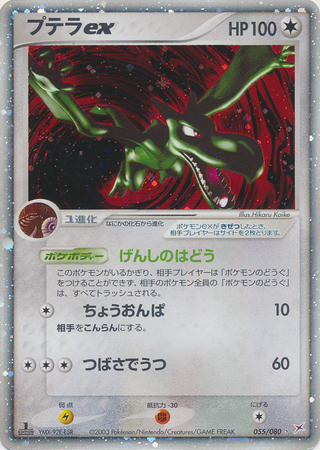 プテラex HP100
Illus.Hikaru Koike
1進化 なにかの化石から進化
ポケモンexがきぜつしたとき、
相手プレイヤーはサイドを2枚とります。
ポケボディー げんしのはどう
このポケモンがいるかぎり、相手プレイヤーは「ポケモンのどうぐ」
をつけることができず、相手のポケモン全員の「ポケモンのどうぐ」
は、すべてトラッシュされる。
ちょうおんぱ 10
相手をこんらんにする。
つばさでうつ 60
弱点 抵抗力 -30 にげる
1 EDITION
©2003 Pokémon/Nintendo/Creatures/GAME FREAK. 055/080